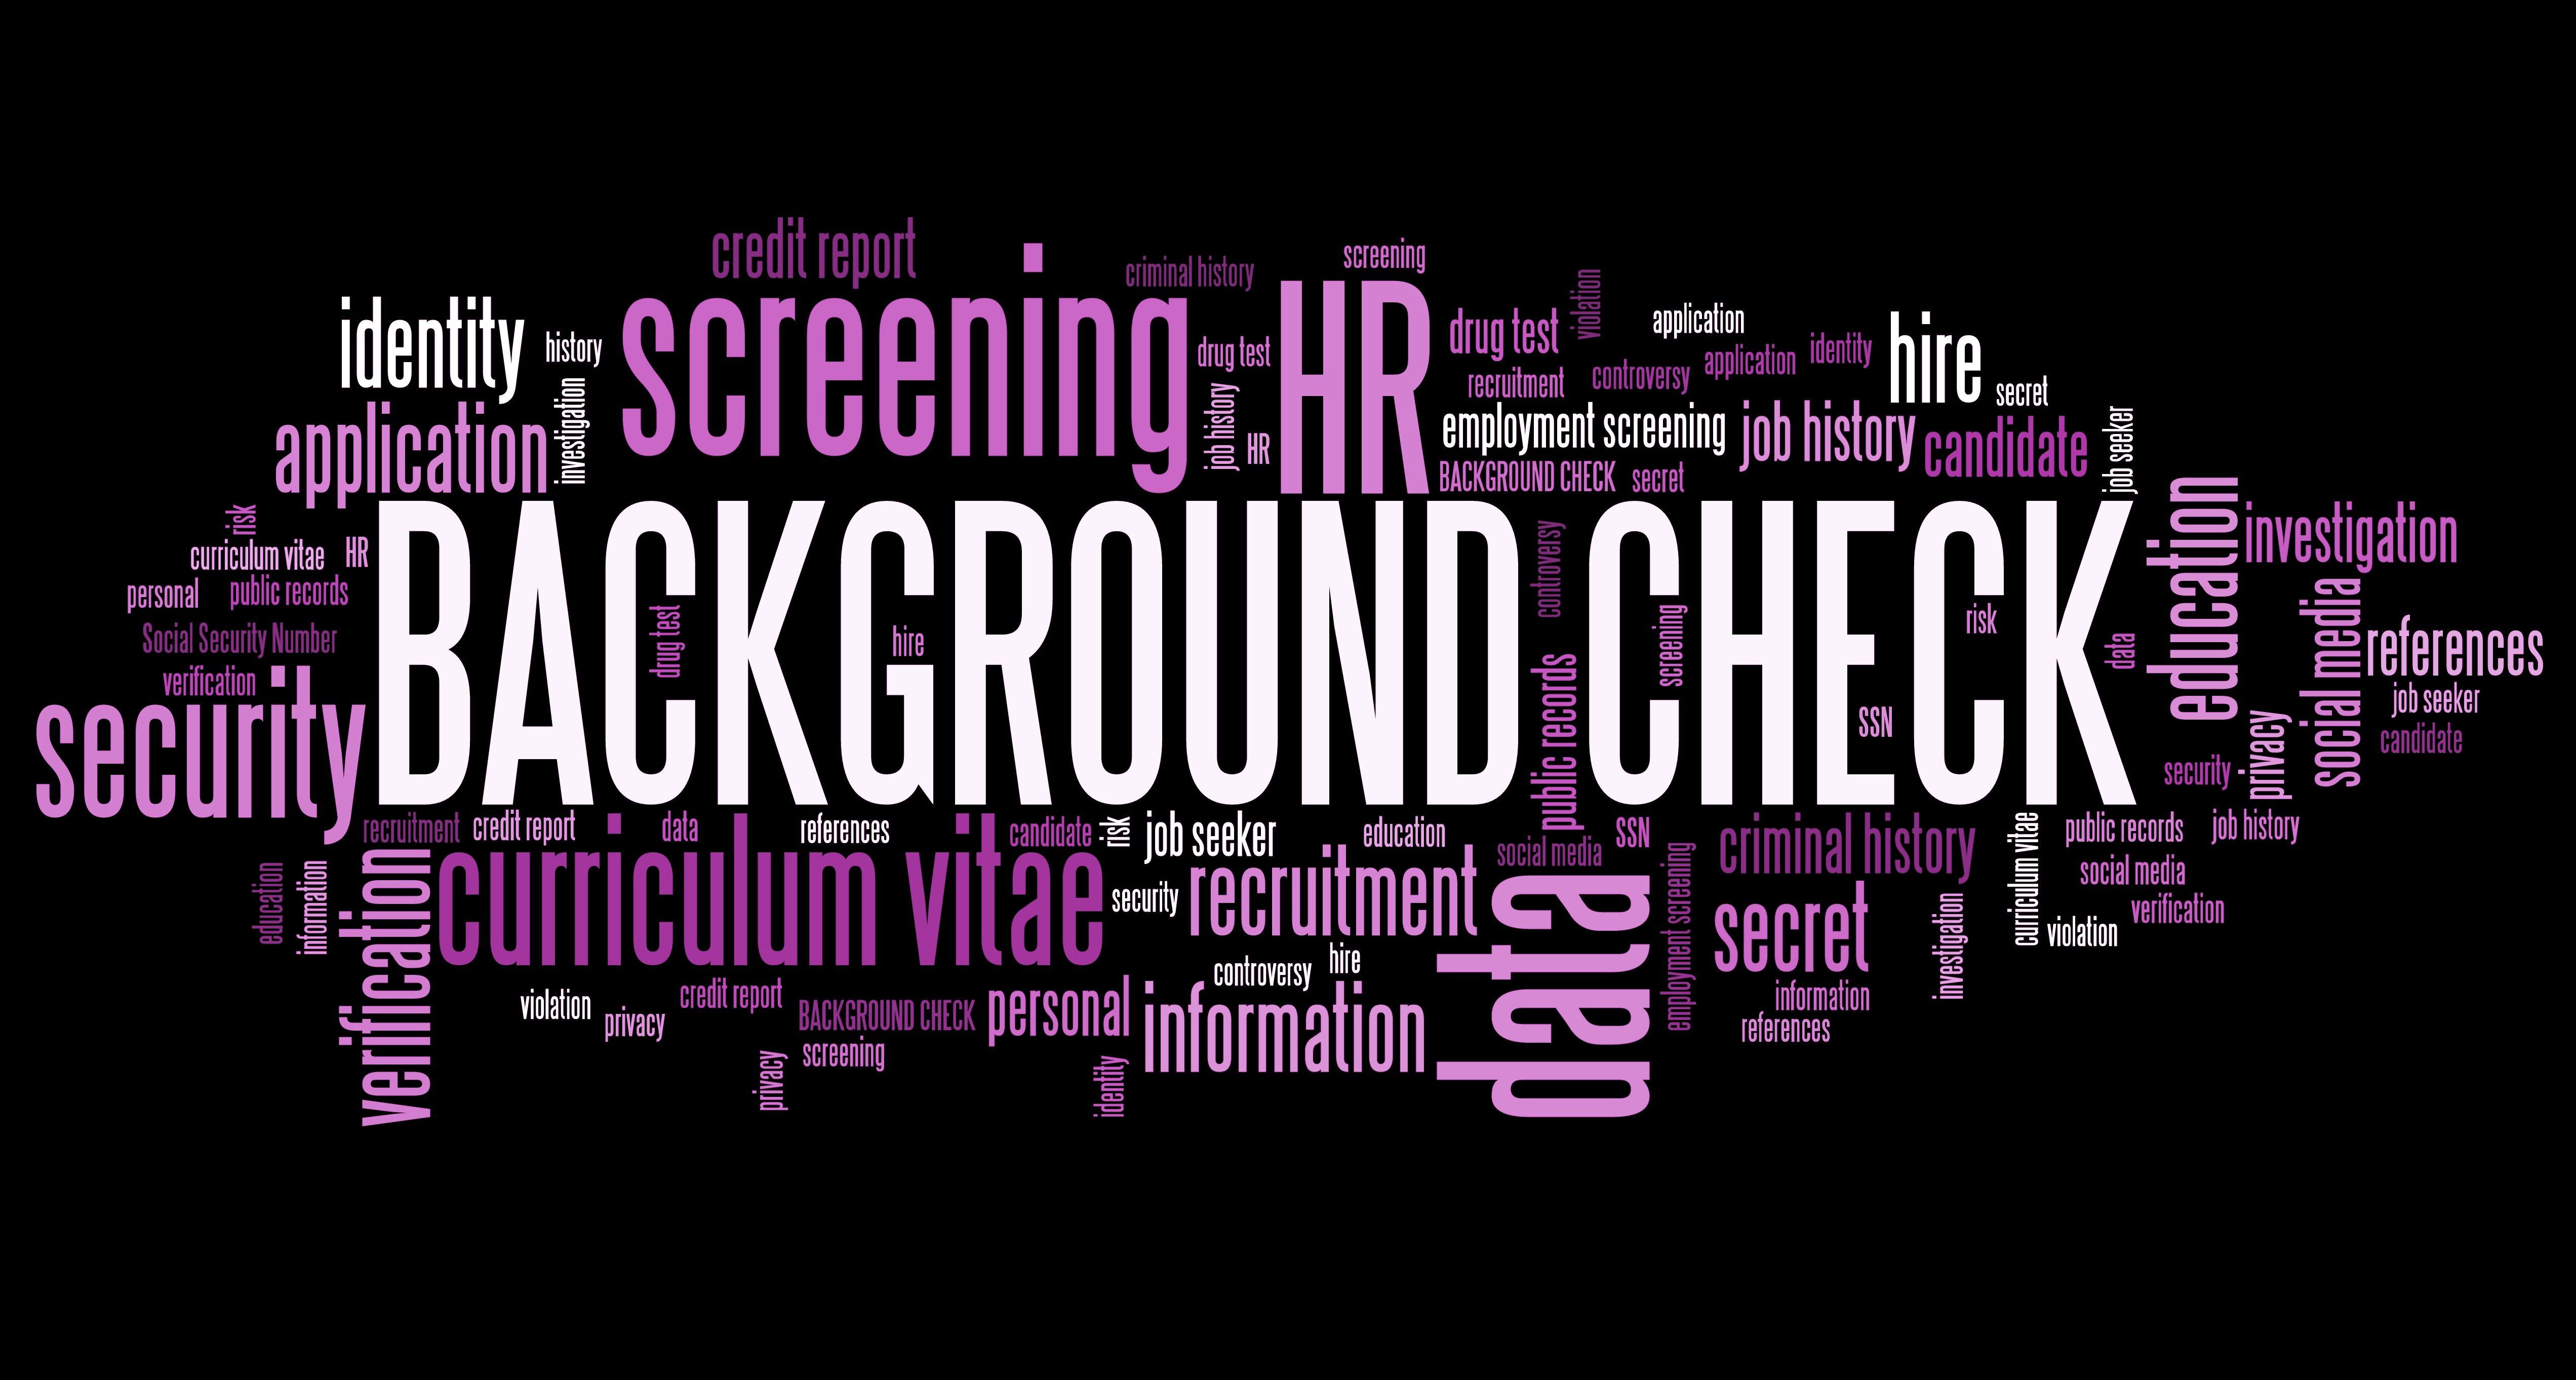 credit report
criminal history
screening
identity
history
screening
drug test
HR
drug test
violation
application
application
identity
hire
secret
recruitment
controversy
application
investigation
job history
HR
employment screening
job history
candidate
job seeker
BACKGROUND CHECK
secret
risk
curriculum vitae
HR
personal
public records
Social Security Number
verification
security
BACKGROUND CHECK
drug test
hire
controversy
public records
screening
SSN
risk
data
education
investigation
social media
references
job seeker
candidate
security
privacy
recruitment
credit report
data
references
candidate
risk
job seeker
education
social media
SSN
criminal history
curriculum vitae
public records
job history
social media
verification
violation
education
information
verification
curriculum vitae
security
recruitment
data
employment screening
secret
investigation
controversy
hire
violation
privacy
credit report
BACKGROUND CHECK
personal
information
information
references
screening
privacy
identity